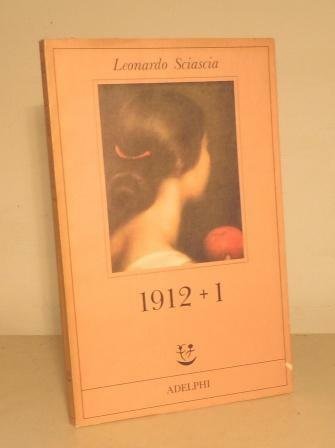 Leonardo Sciascia
1912 + 1
ADELPHI